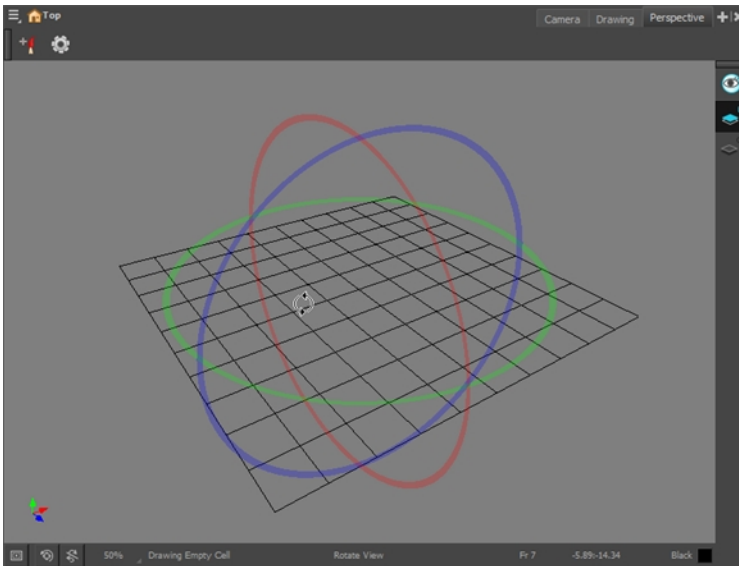 Top
Camera Drawing Perspective
50% Drawing Empty Cell Rotate View Fr 7 -5.89:-14.34 Black